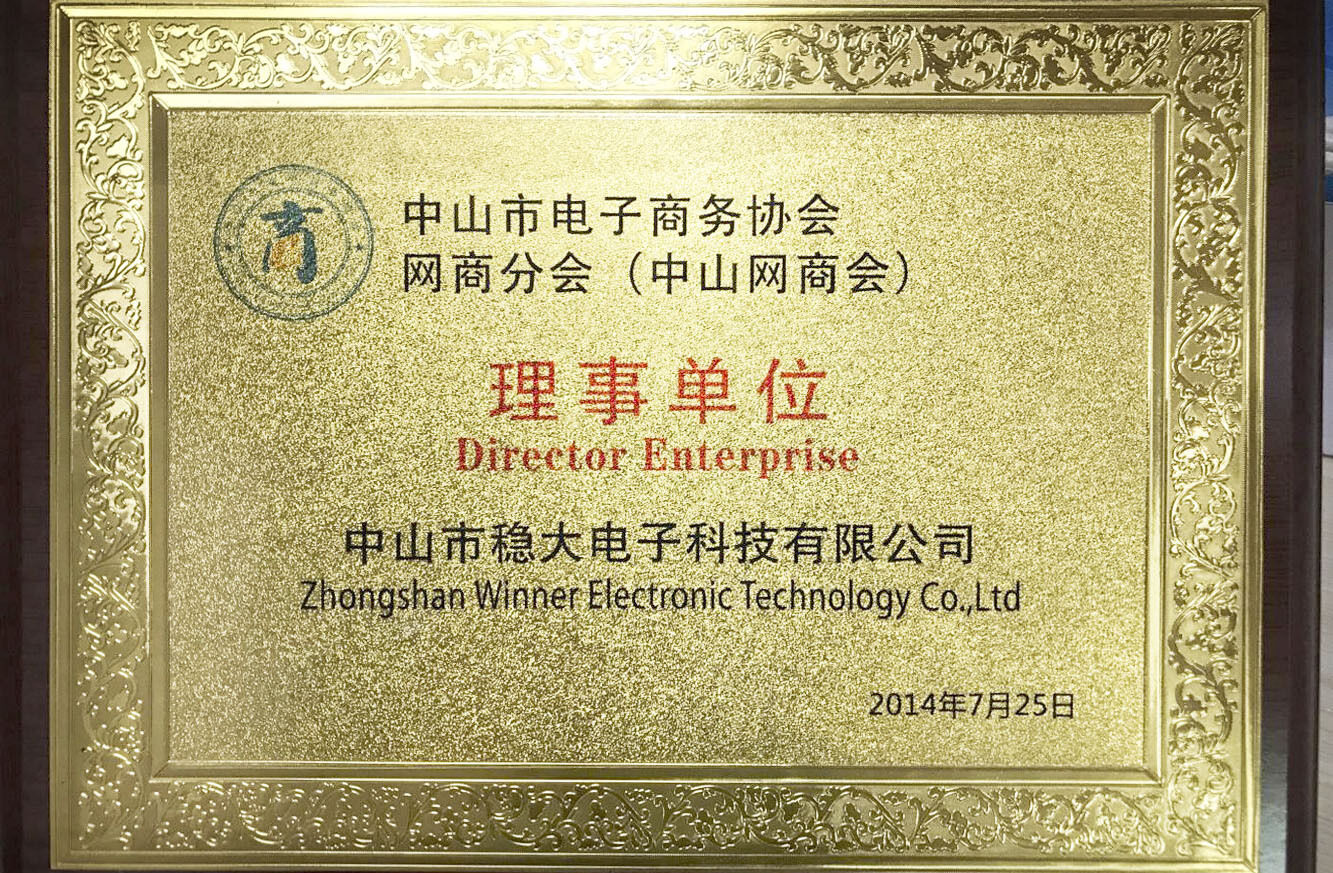 商
中山市电子商务协会
网商分会（中山网商会）
理事单位
Director Enterprise
中山市稳大电子科技有限公司
Zhongshan Winner Electronic Technology Co.,Ltd
2014年7月25日